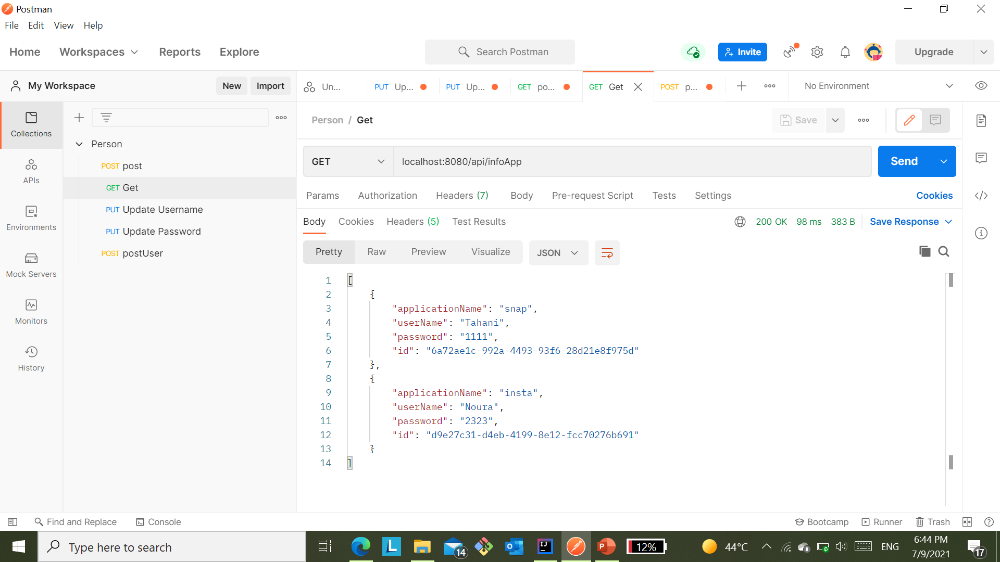 Postman
File Edit View Help
Home Workspaces Reports Explore Search Postman Invite Upgrade
My Workspace New Import
Un... PUT Up... PUT Up... GET po... GET Get POST p... No Environment
Collections
APIs
Environments
Mock Servers
Monitors
History
Person
POST post
GET Get
PUT Update Username
PUT Update Password
POST postUser
Person / Get Save
GET localhost:8080/api/infoApp Send
Params Authorization Headers (7) Body Pre-request Script Tests Settings Cookies
Body Cookies Headers (5) Test Results 200 OK 98 ms 383 B Save Response
Pretty Raw Preview Visualize JSON
1 [
2 {
3 "applicationName": "snap",
4 "userName": "Tahani",
5 "password": "1111",
6 "id": "6a72ae1c-992a-4493-93f6-28d21e8f975d"
7 },
8 {
9 "applicationName": "insta",
10 "userName": "Noura",
11 "password": "2323",
12 "id": "d9e27c31-d4eb-4199-8e12-fcc70276b691"
13 }
14 ]
Find and Replace Console Bootcamp Runner Trash
Type here to search L 14 IJ P 12% 44°C ENG 6:44 PM
7/9/2021
17